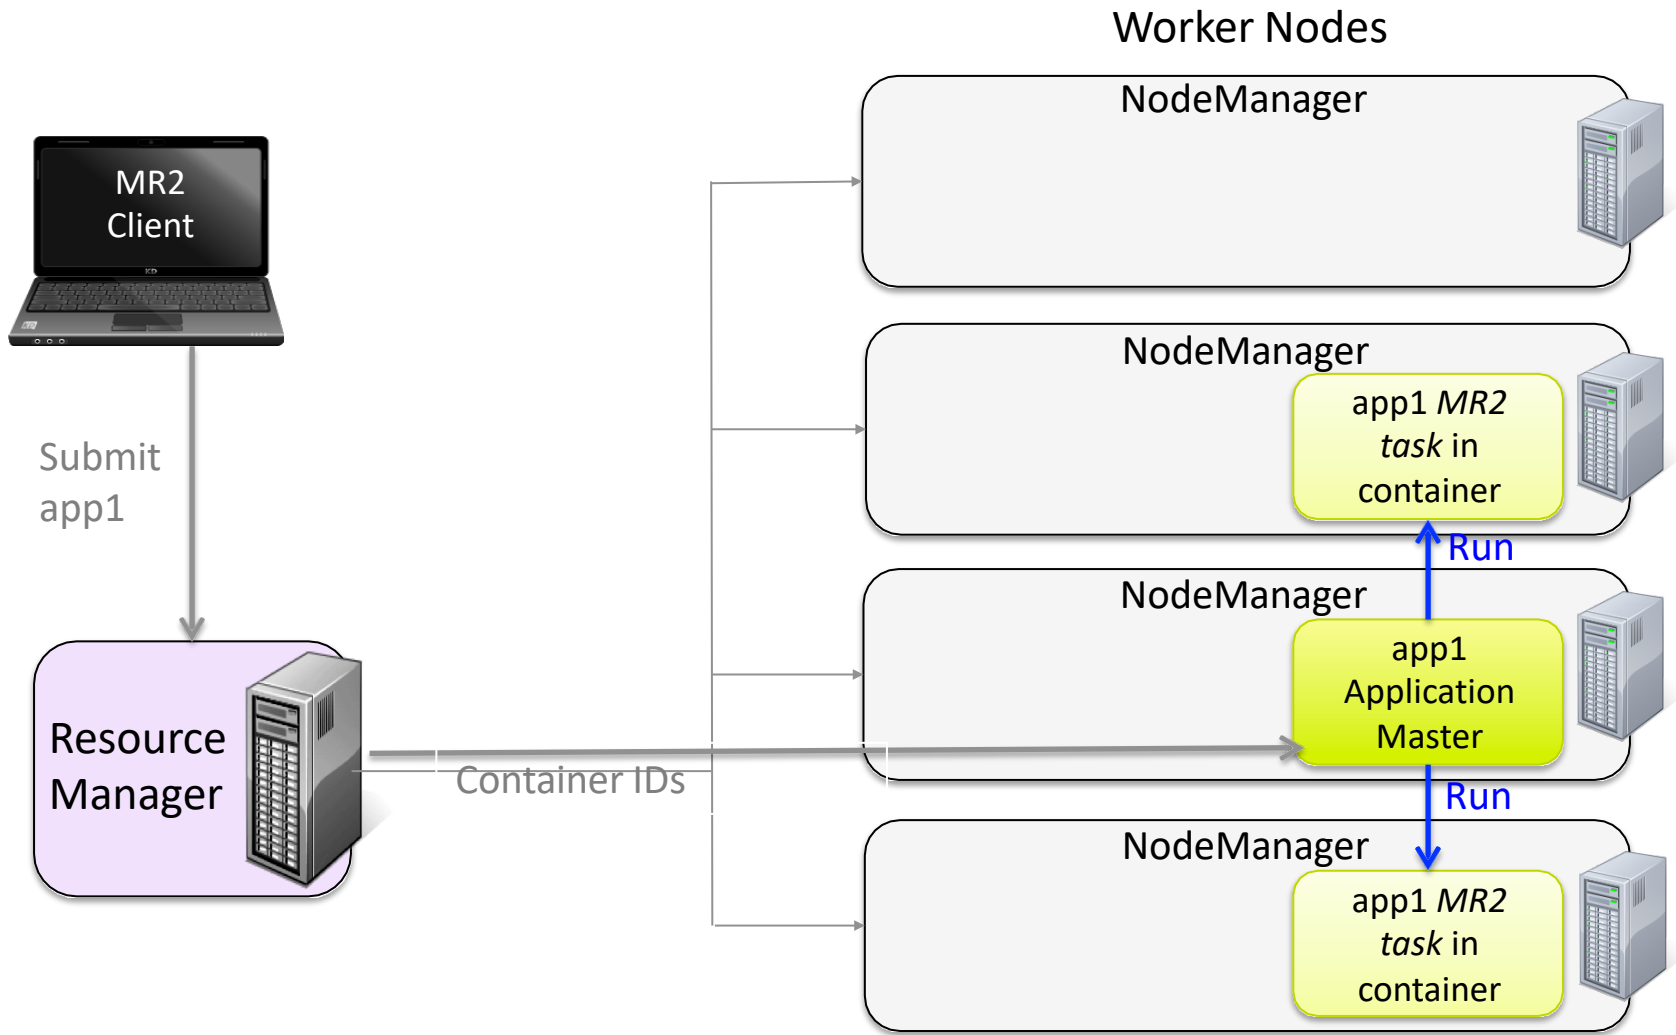 Worker Nodes
NodeManager
MR2
Client
KD
NodeManager
app1 MR2
task in
container
Submit
app1
Run
NodeManager
app1
Application
Master
Resource
Manager
Container IDs
Run
NodeManager
app1 MR2
task in
container